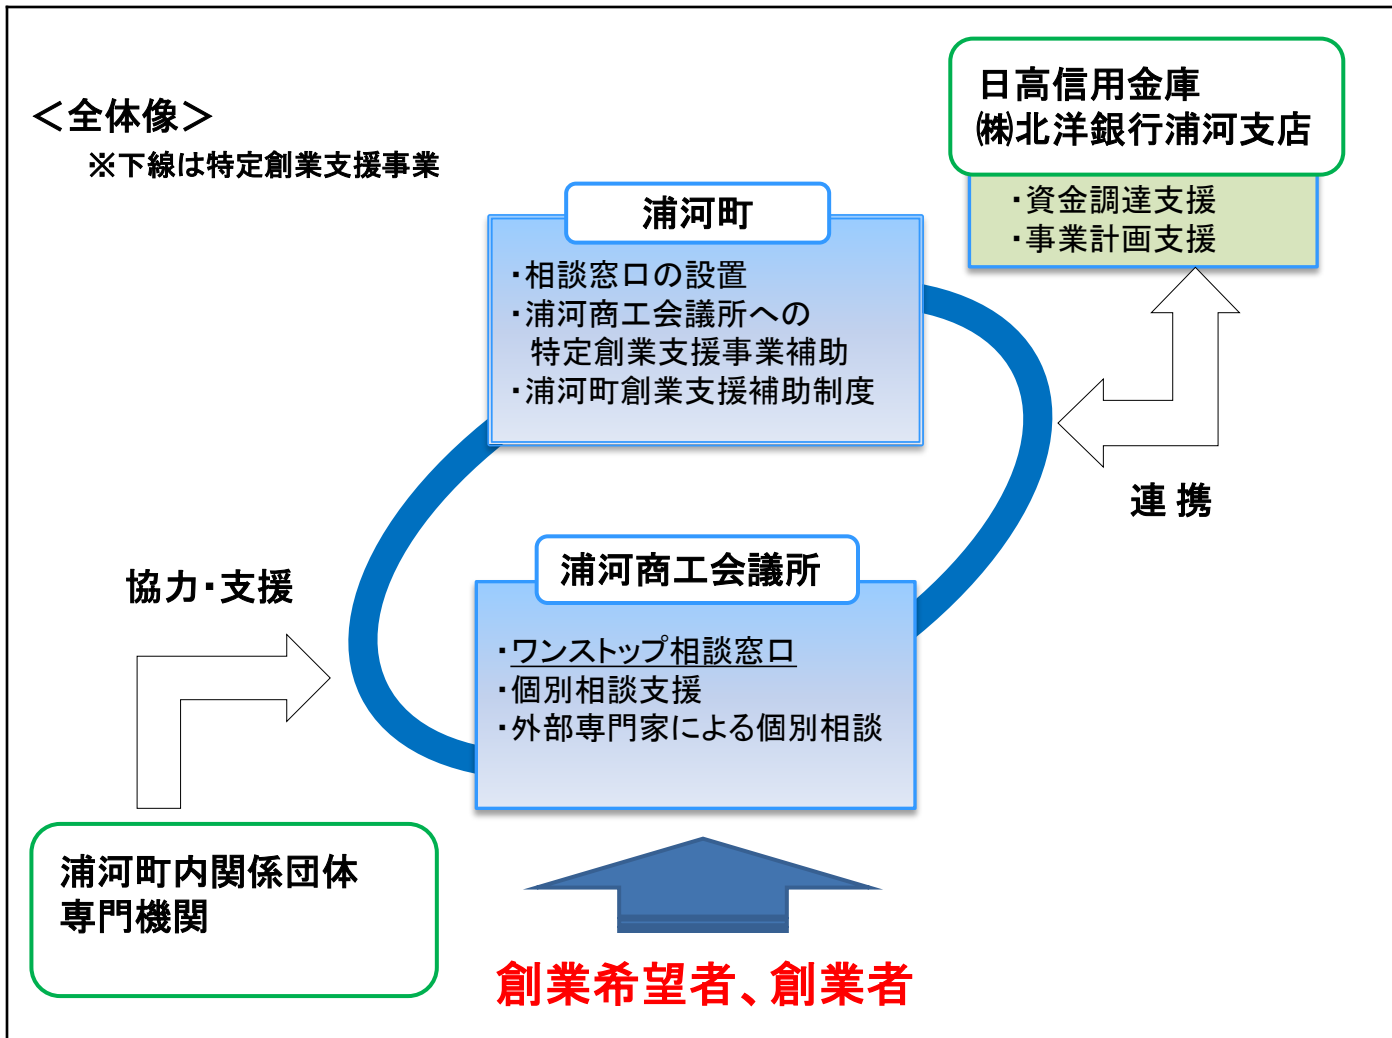 ＜全体像＞
※下線は特定創業支援事業
日高信用金庫
㈱北洋銀行浦河支店
・資金調達支援
・事業計画支援
浦河町
・相談窓口の設置
・浦河商工会議所への
特定創業支援事業補助
・浦河町創業支援補助制度
連 携
協力・支援
浦河商工会議所
・ワンストップ相談窓口
・個別相談支援
・外部専門家による個別相談
浦河町内関係団体
専門機関
創業希望者、創業者